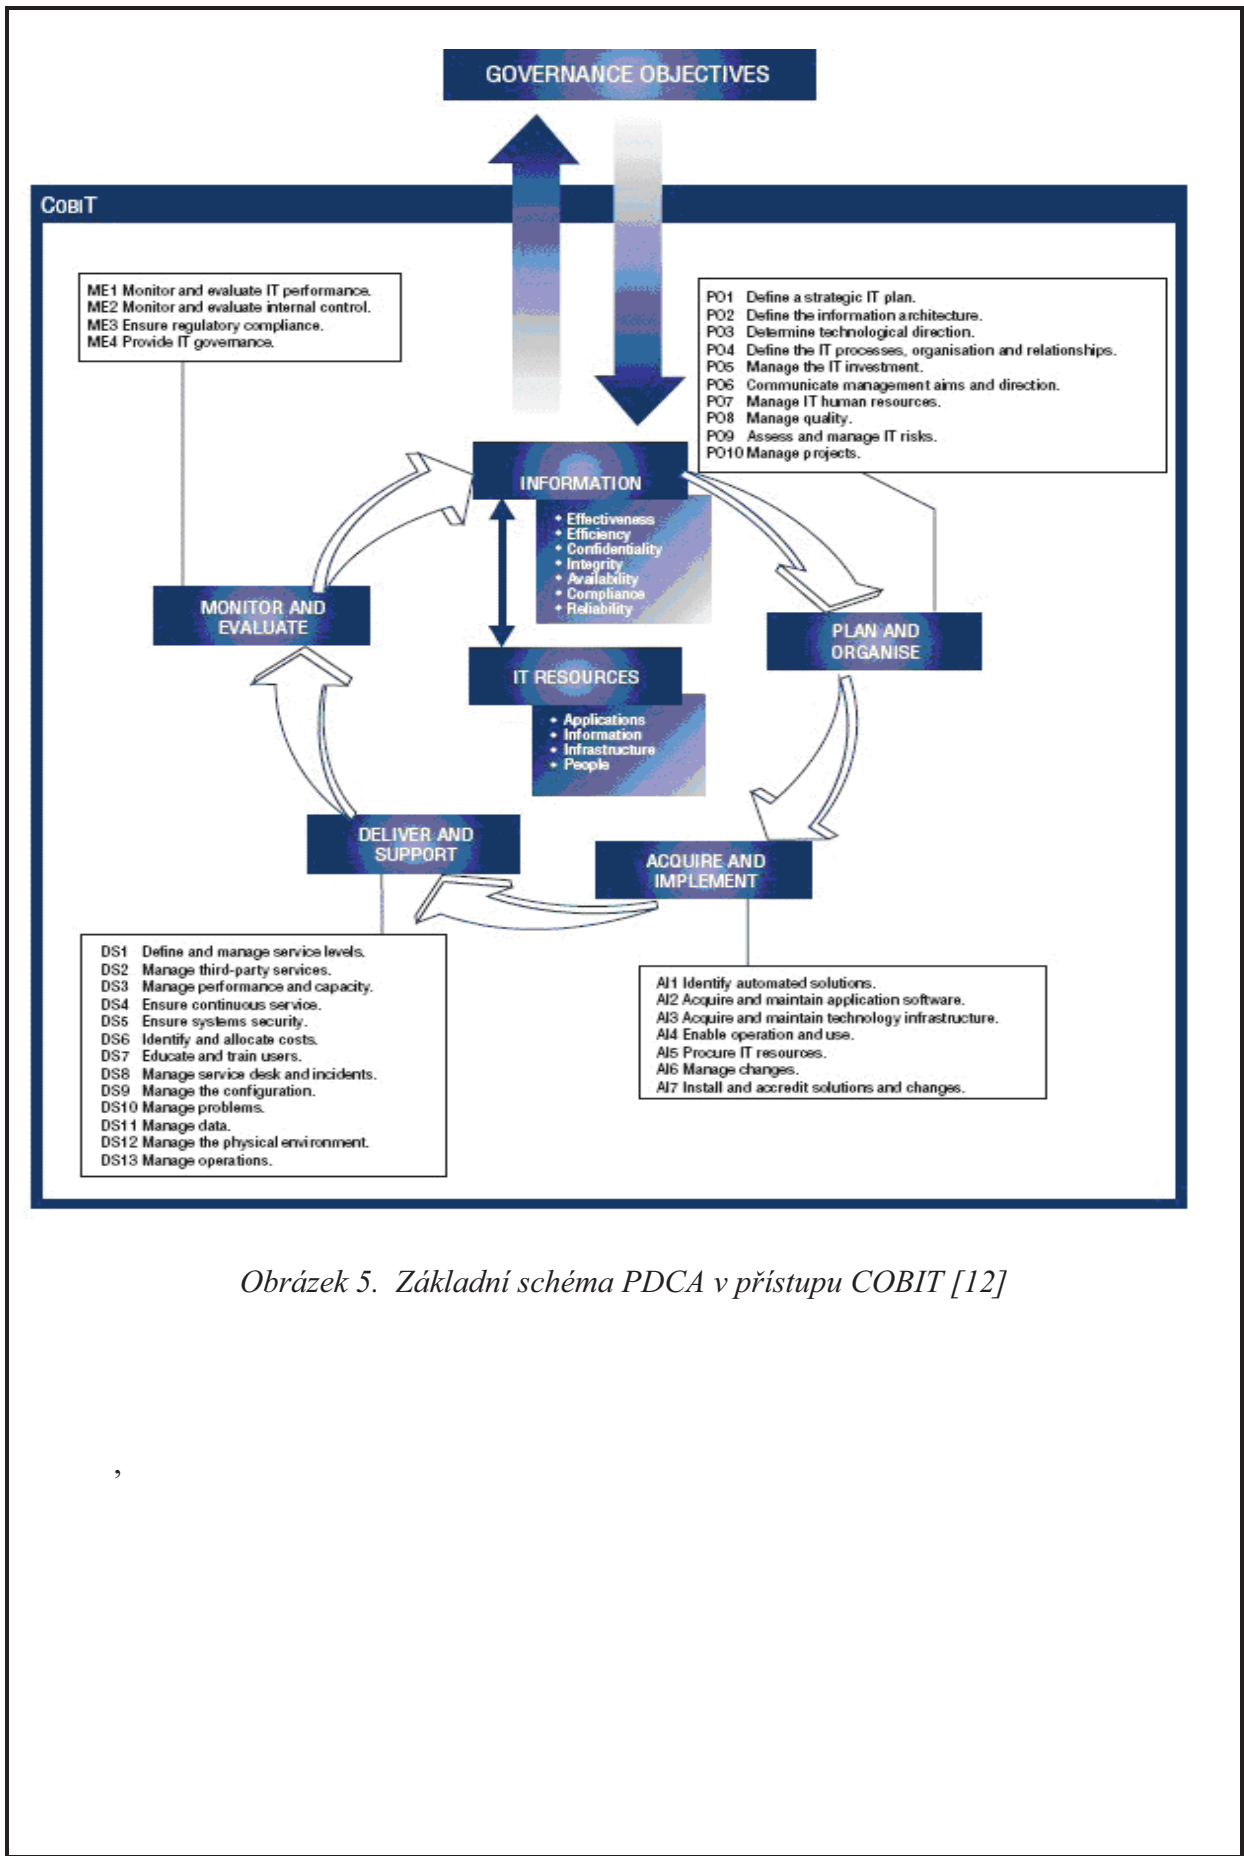 GOVERNANCE OBJECTIVES
COBIT
ME1 Monitor and evaluate IT performance.
ME2 Monitor and evaluate internal control.
ME3 Ensure regulatory compliance.
ME4 Provide IT governance.
PO1 Define a strategic IT plan.
PO2 Define the information architecture.
PO3 Determine technological direction.
PO4 Define the IT processes, organisation and relationships.
PO5 Manage the IT investment.
PO6 Communicate management aims and direction.
PO7 Manage IT human resources.
PO8 Manage quality.
PO9 Assess and manage IT risks.
PO10 Manage projects.
INFORMATION
• Effectiveness
• Efficiency
• Confidentiality
• Integrity
• Availability
• Compliance
• Reliability
MONITOR AND
EVALUATE
PLAN AND
ORGANISE
IT RESOURCES
• Applications
• Information
• Infrastructure
• People
DELIVER AND
SUPPORT
ACQUIRE AND
IMPLEMENT
DS1 Define and manage service levels.
DS2 Manage third-party services.
DS3 Manage performance and capacity.
DS4 Ensure continuous service.
DS5 Ensure systems security.
DS6 Identify and allocate costs.
DS7 Educate and train users.
DS8 Manage service desk and incidents.
DS9 Manage the configuration.
DS10 Manage problems.
DS11 Manage data.
DS12 Manage the physical environment.
DS13 Manage operations.
AI1 Identify automated solutions.
AI2 Acquire and maintain application software.
AI3 Acquire and maintain technology infrastructure.
AI4 Enable operation and use.
AI5 Procure IT resources.
AI6 Manage changes.
AI7 Install and accredit solutions and changes.
Obrázek 5. Základní schéma PDCA v přístupu COBIT [12]
,